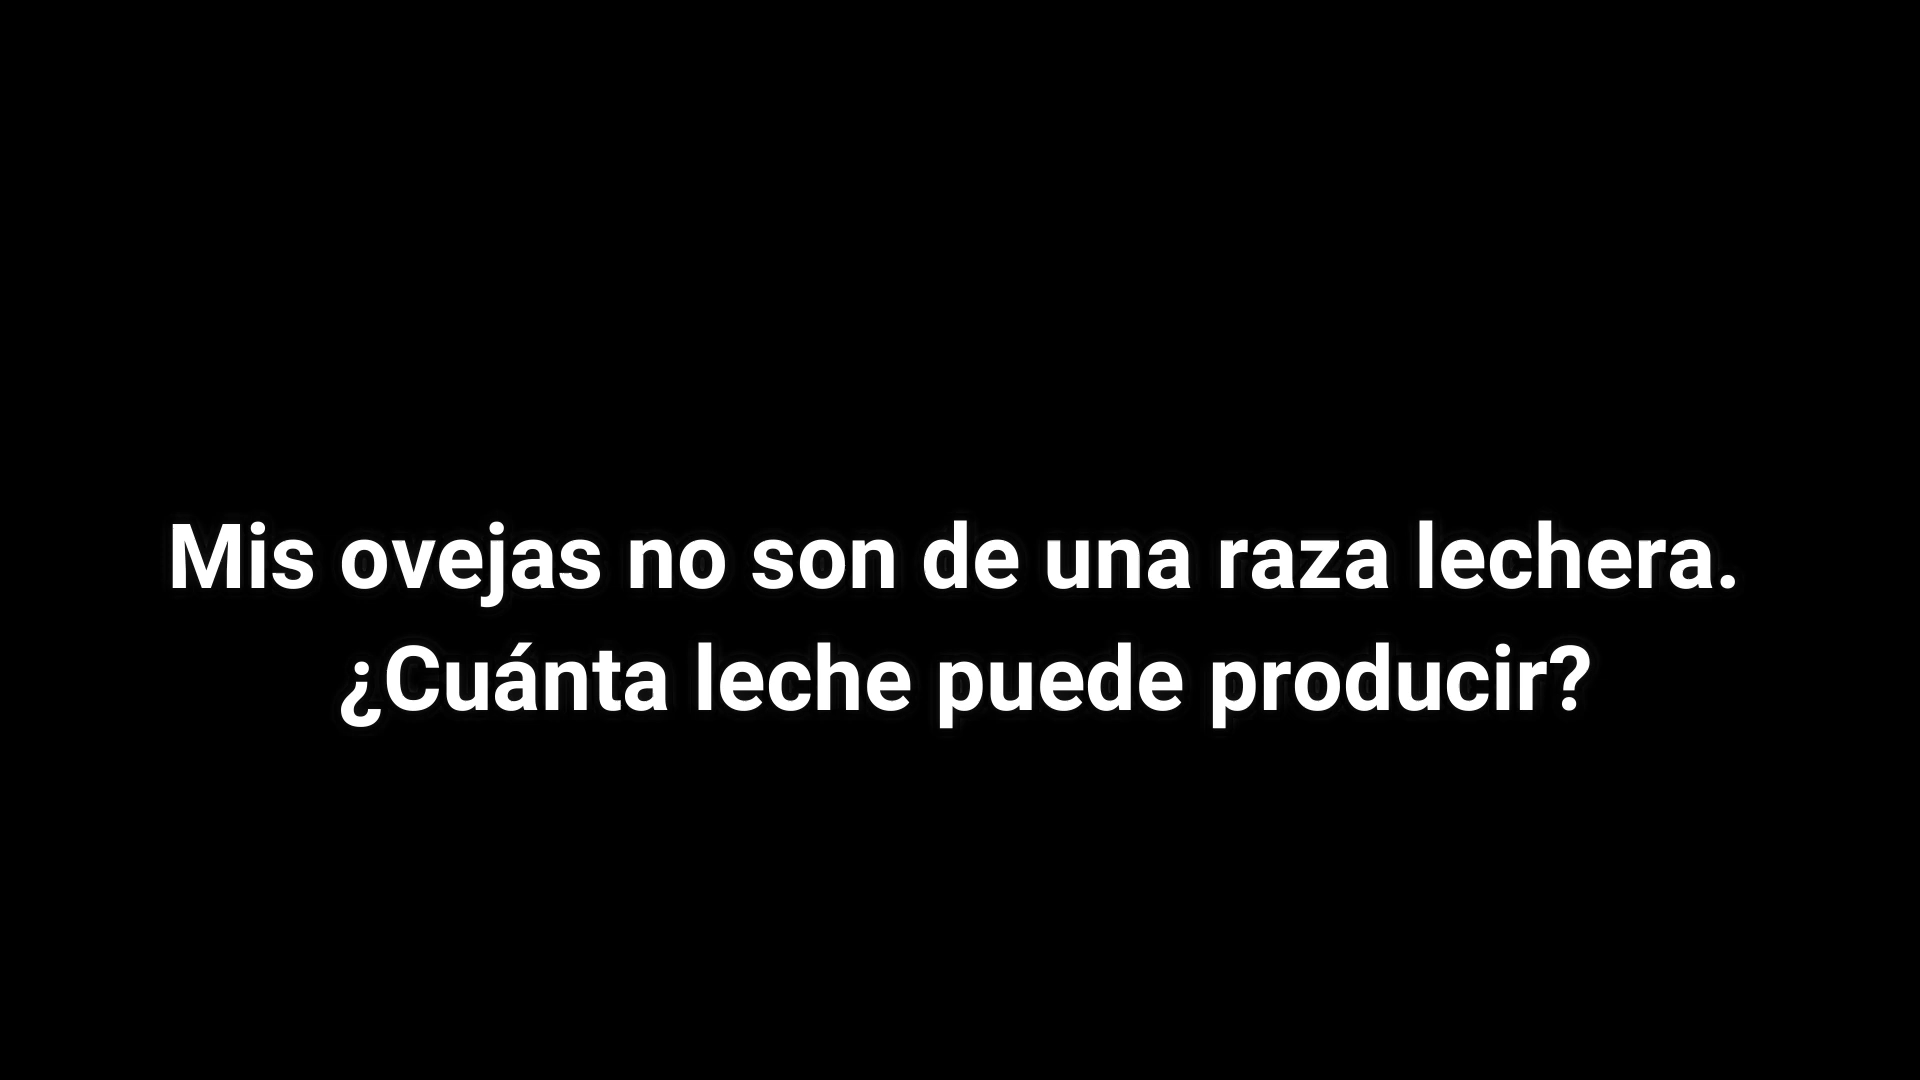 Mis ovejas no son de una raza lechera.
¿Cuánta leche puede producir?